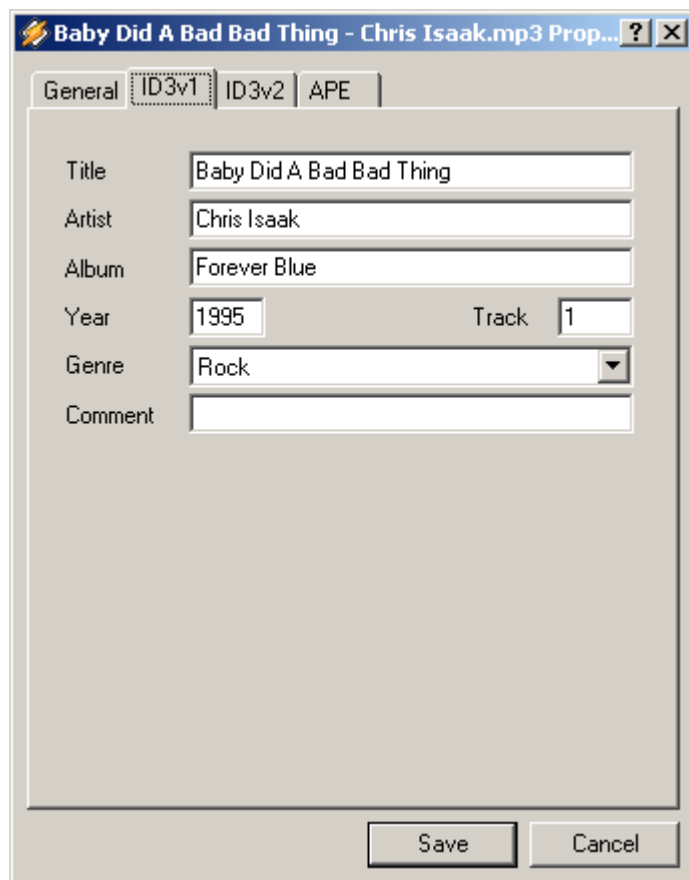 Baby Did A Bad Bad Thing - Chris Isaak.mp3 Prop...
General ID3v1 ID3v2 APE
Title Baby Did A Bad Bad Thing
Artist Chris Isaak
Album Forever Blue
Year 1995 Track 1
Genre Rock
Comment
Save Cancel